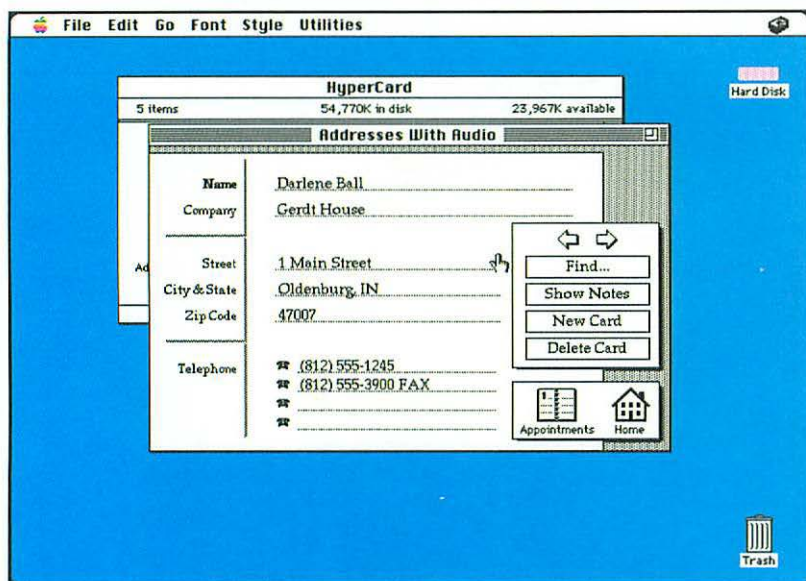 File Edit Go Font Style Utilities
Hard Disk
HyperCard
5 items 54,770K in disk 23,967K available
Addresses With Audio
Name Darlene Ball
Company Gerdt House
Ad
Street 1 Main Street
City & State Oldenburg, IN
Zip Code 47007
Telephone (812) 555-1245
(812) 555-3900 FAX
Find...
Show Notes
New Card
Delete Card
Appointments Home
Trash